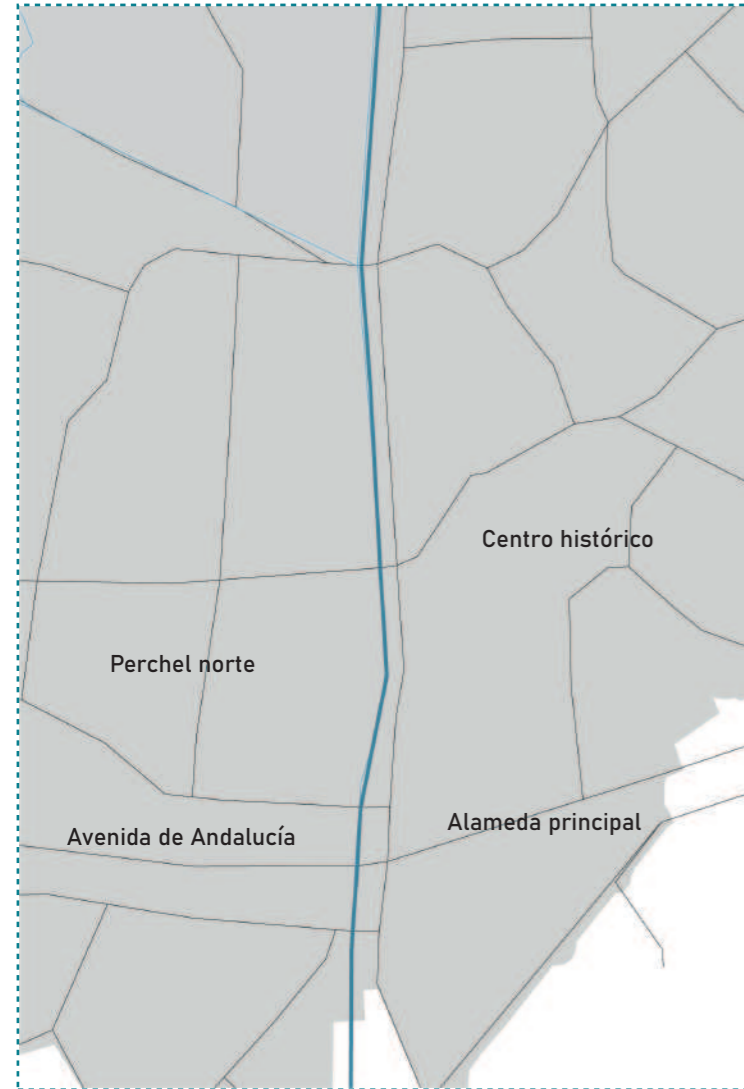 Centro histórico
Perchel norte
Avenida de Andalucía
Alameda principal